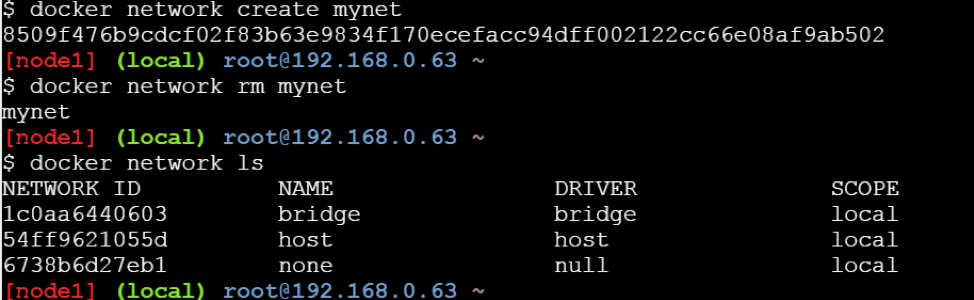 $ docker network create mynet
8509f476b9cdcf02f83b63e9834f170ecefacc94dff002122cc66e08af9ab502
[node1] (local) root@192.168.0.63 ~
$ docker network rm mynet
mynet
[node1] (local) root@192.168.0.63 ~
$ docker network ls
NETWORK ID          NAME                DRIVER              SCOPE
1c0aa6440603        bridge              bridge              local
54ff9621055d        host                host                local
6738b6d27eb1        none                null                local
[node1] (local) root@192.168.0.63 ~